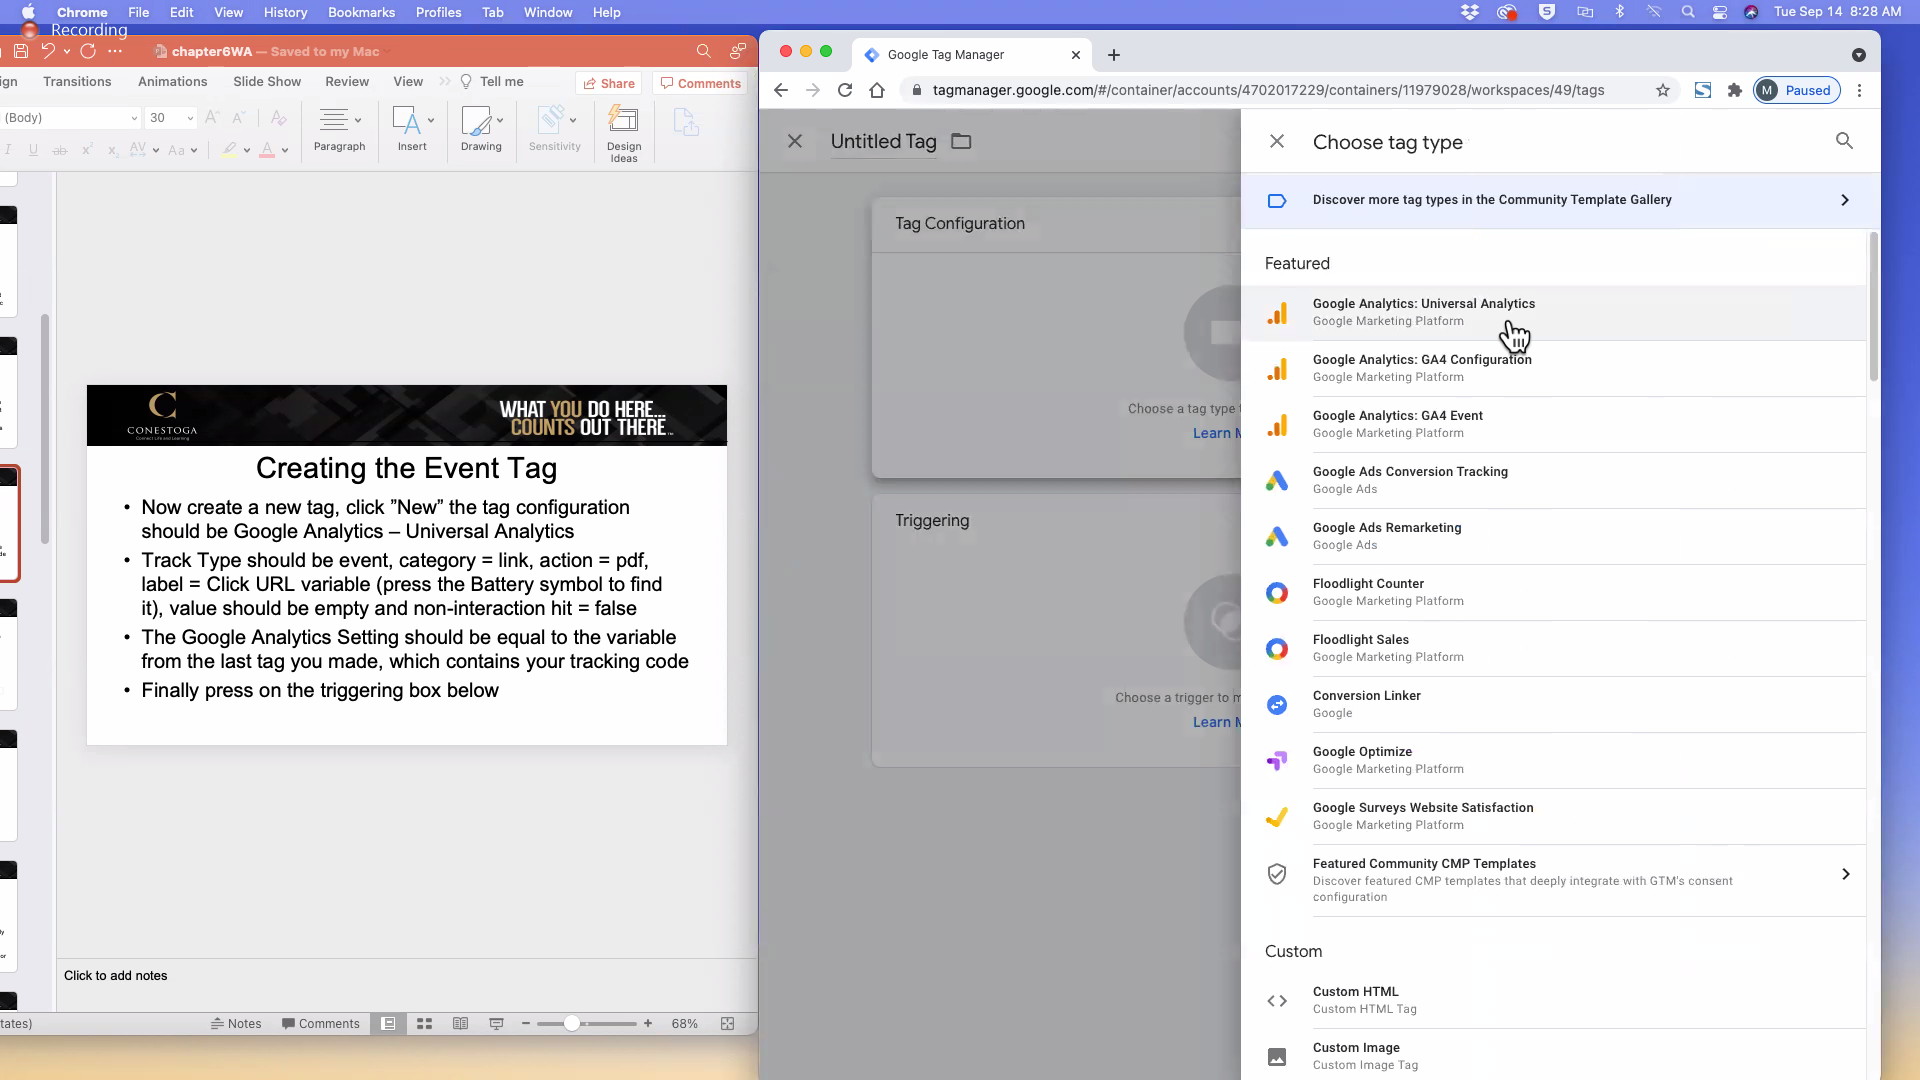 Chrome File Edit View History Bookmarks Profiles Tab Window Help
Tue Sep 14 8:28 AM
Recording
chapter6WA — Saved to my Mac
Transitions Animations Slide Show Review View Tell me
Share Comments
(Body) 30
Paragraph Insert Drawing Sensitivity Design
Ideas
CONESTOGA
Connect Life and Learning
WHAT YOU DO HERE...
COUNTS OUT THERE.
Creating the Event Tag
• Now create a new tag, click ”New” the tag configuration
should be Google Analytics – Universal Analytics
• Track Type should be event, category = link, action = pdf,
label = Click URL variable (press the Battery symbol to find
it), value should be empty and non-interaction hit = false
• The Google Analytics Setting should be equal to the variable
from the last tag you made, which contains your tracking code
• Finally press on the triggering box below
Click to add notes
Notes Comments 68%
Google Tag Manager
tagmanager.google.com/#/container/accounts/4702017229/containers/11979028/workspaces/49/tags
M Paused
Untitled Tag
Tag Configuration
Choose a tag type
Learn
Triggering
Choose a trigger to
Learn
Choose tag type
Discover more tag types in the Community Template Gallery
Featured
Google Analytics: Universal Analytics
Google Marketing Platform
Google Analytics: GA4 Configuration
Google Marketing Platform
Google Analytics: GA4 Event
Google Marketing Platform
Google Ads Conversion Tracking
Google Ads
Google Ads Remarketing
Google Ads
Floodlight Counter
Google Marketing Platform
Floodlight Sales
Google Marketing Platform
Conversion Linker
Google
Google Optimize
Google Marketing Platform
Google Surveys Website Satisfaction
Google Marketing Platform
Featured Community CMP Templates
Discover featured CMP templates that deeply integrate with GTM's consent
configuration
Custom
Custom HTML
Custom HTML Tag
Custom Image
Custom Image Tag